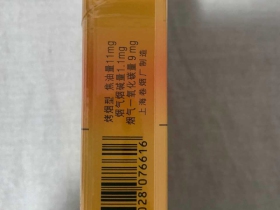 烤烟型 焦油量11mg
烟气烟碱量1.1mg
烟气一氧化碳量9mg
上海卷烟厂制造
028076616